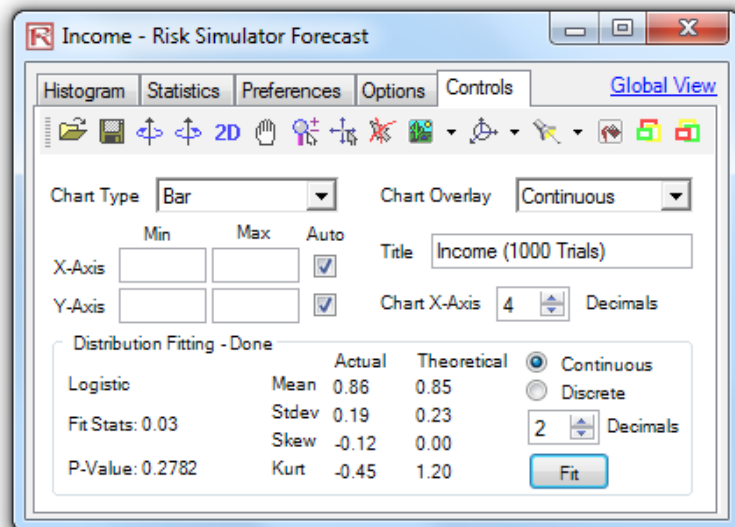 Income - Risk Simulator Forecast
Histogram Statistics Preferences Options Controls Global View
2D
Chart Type Bar Chart Overlay Continuous
Min Max Auto
Title Income (1000 Trials)
X-Axis
Y-Axis Chart X-Axis 4 Decimals
Distribution Fitting - Done
Actual Theoretical Continuous
Logistic Mean 0.86 0.85
Discrete
Stdev 0.19 0.23
Fit Stats: 0.03 2 Decimals
Skew -0.12 0.00
P-Value: 0.2782 Kurt -0.45 1.20 Fit